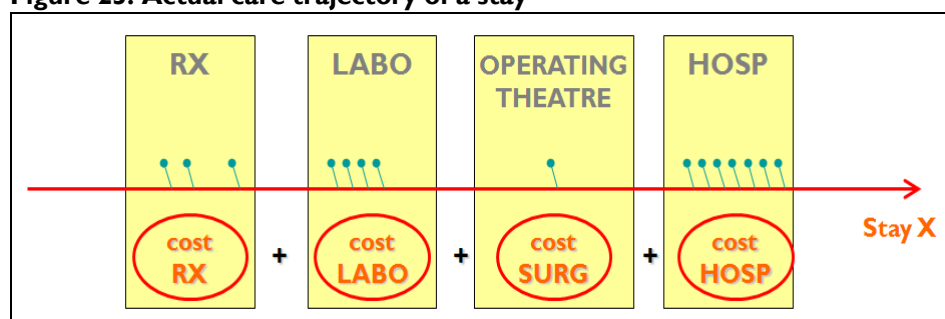 Figure 25: Actual care trajectory of a stay
RX LABO OPERATING THEATRE HOSP
Stay X
cost RX + cost LABO + cost SURG + cost HOSP